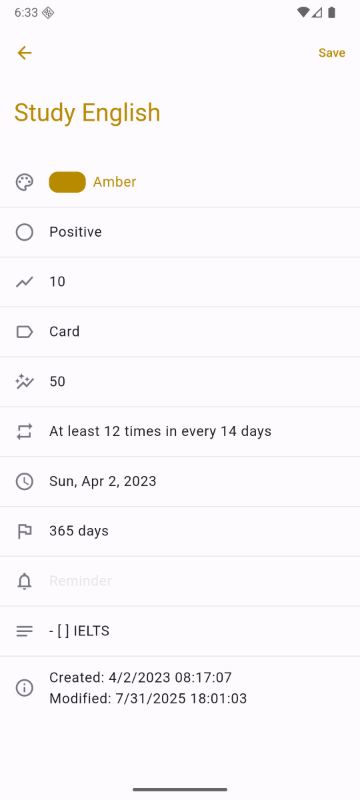 6:33
Save
Study English
Amber
Positive
10
Card
50
At least 12 times in every 14 days
Sun, Apr 2, 2023
365 days
Reminder
- [ ] IELTS
Created: 4/2/2023 08:17:07
Modified: 7/31/2025 18:01:03